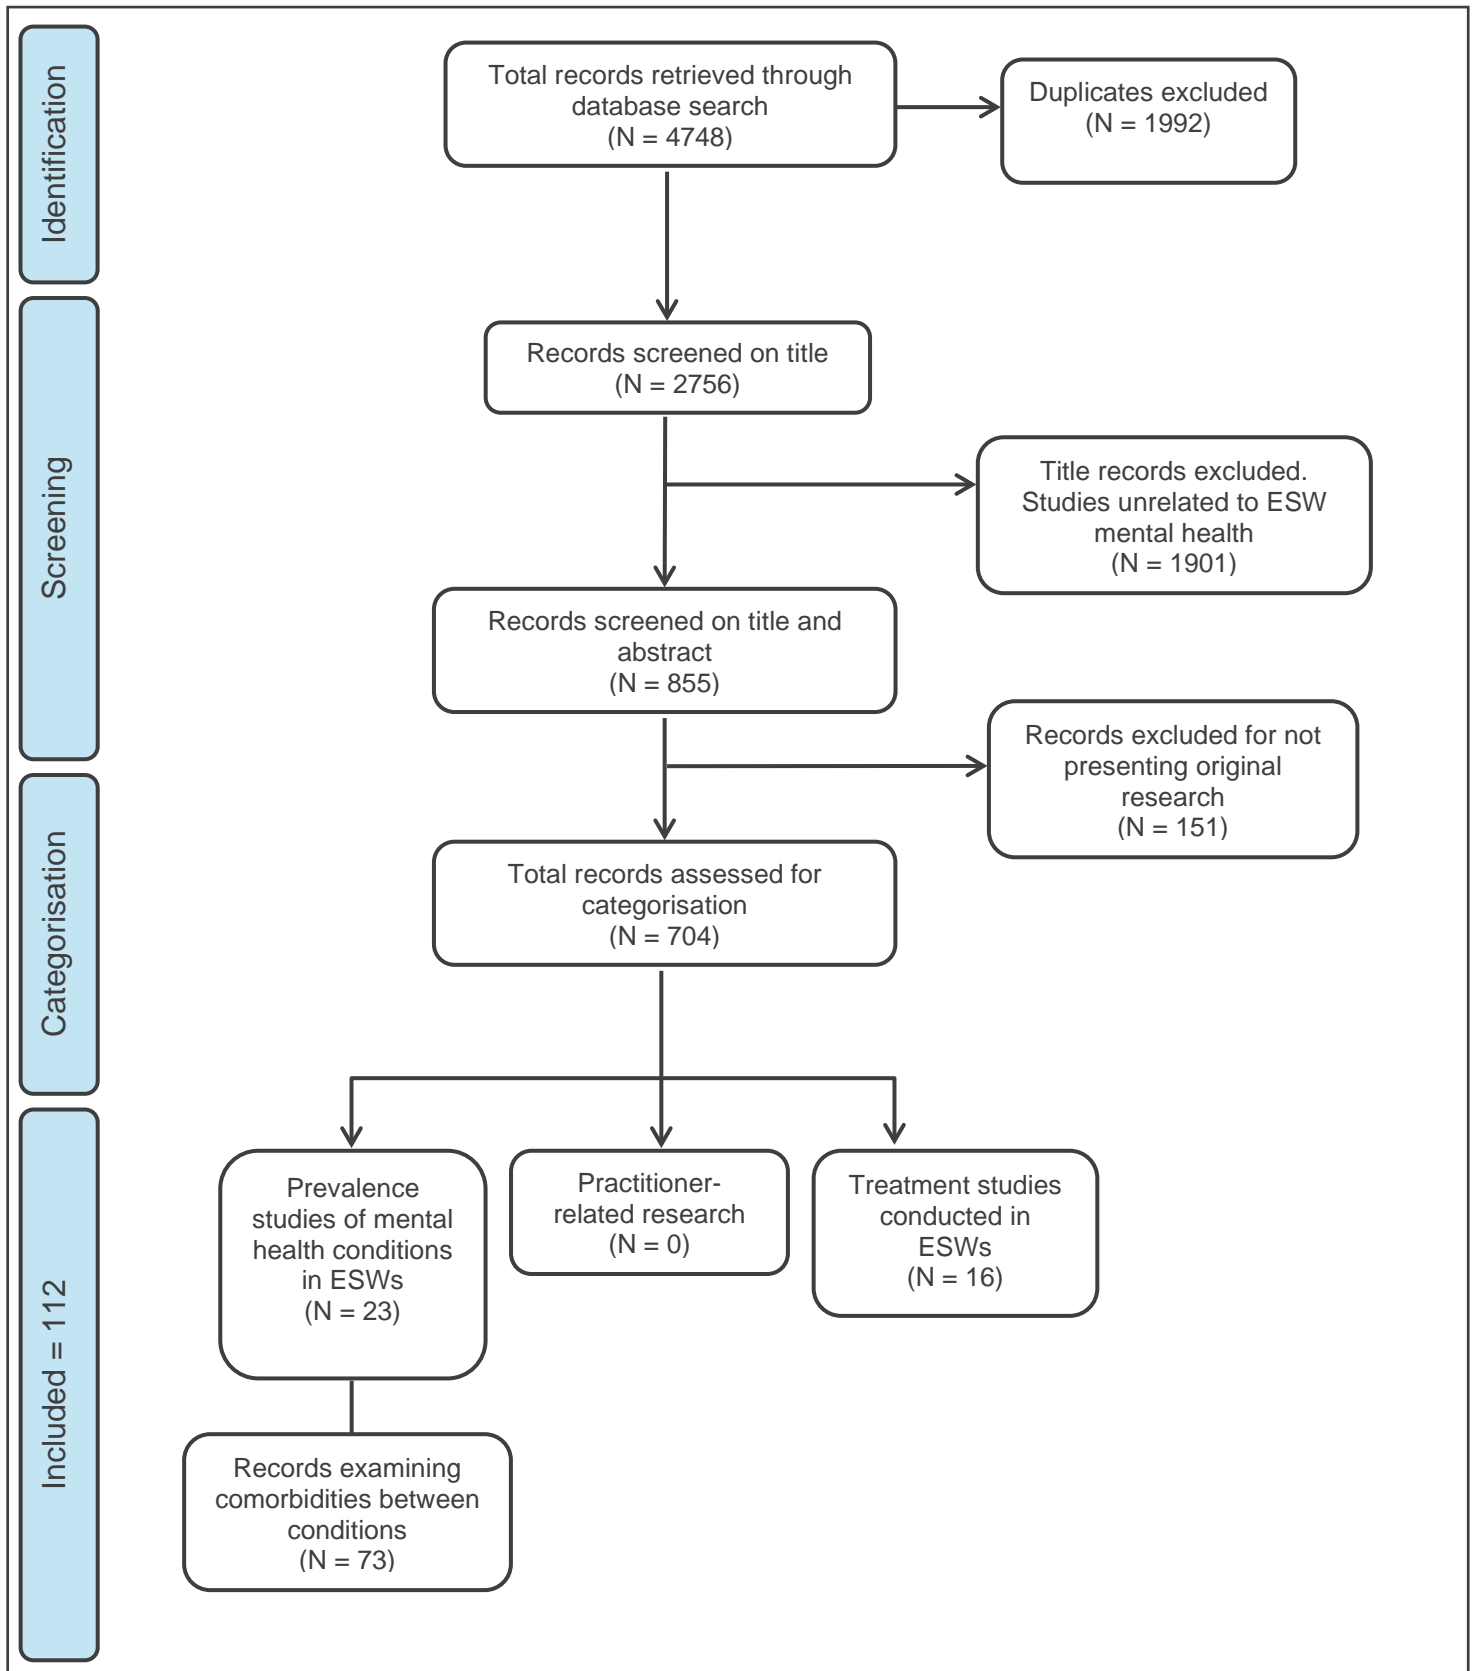 Identification
Total records retrieved through
database search
(N = 4748)
Duplicates excluded
(N = 1992)
Screening
Records screened on title
(N = 2756)
Title records excluded.
Studies unrelated to ESW
mental health
(N = 1901)
Records screened on title and
abstract
(N = 855)
Records excluded for not
presenting original
research
(N = 151)
Categorisation
Total records assessed for
categorisation
(N = 704)
Included = 112
Prevalence
studies of mental
health conditions
in ESWs
(N = 23)
Practitioner-
related research
(N = 0)
Treatment studies
conducted in
ESWs
(N = 16)
Records examining
comorbidities between
conditions
(N = 73)